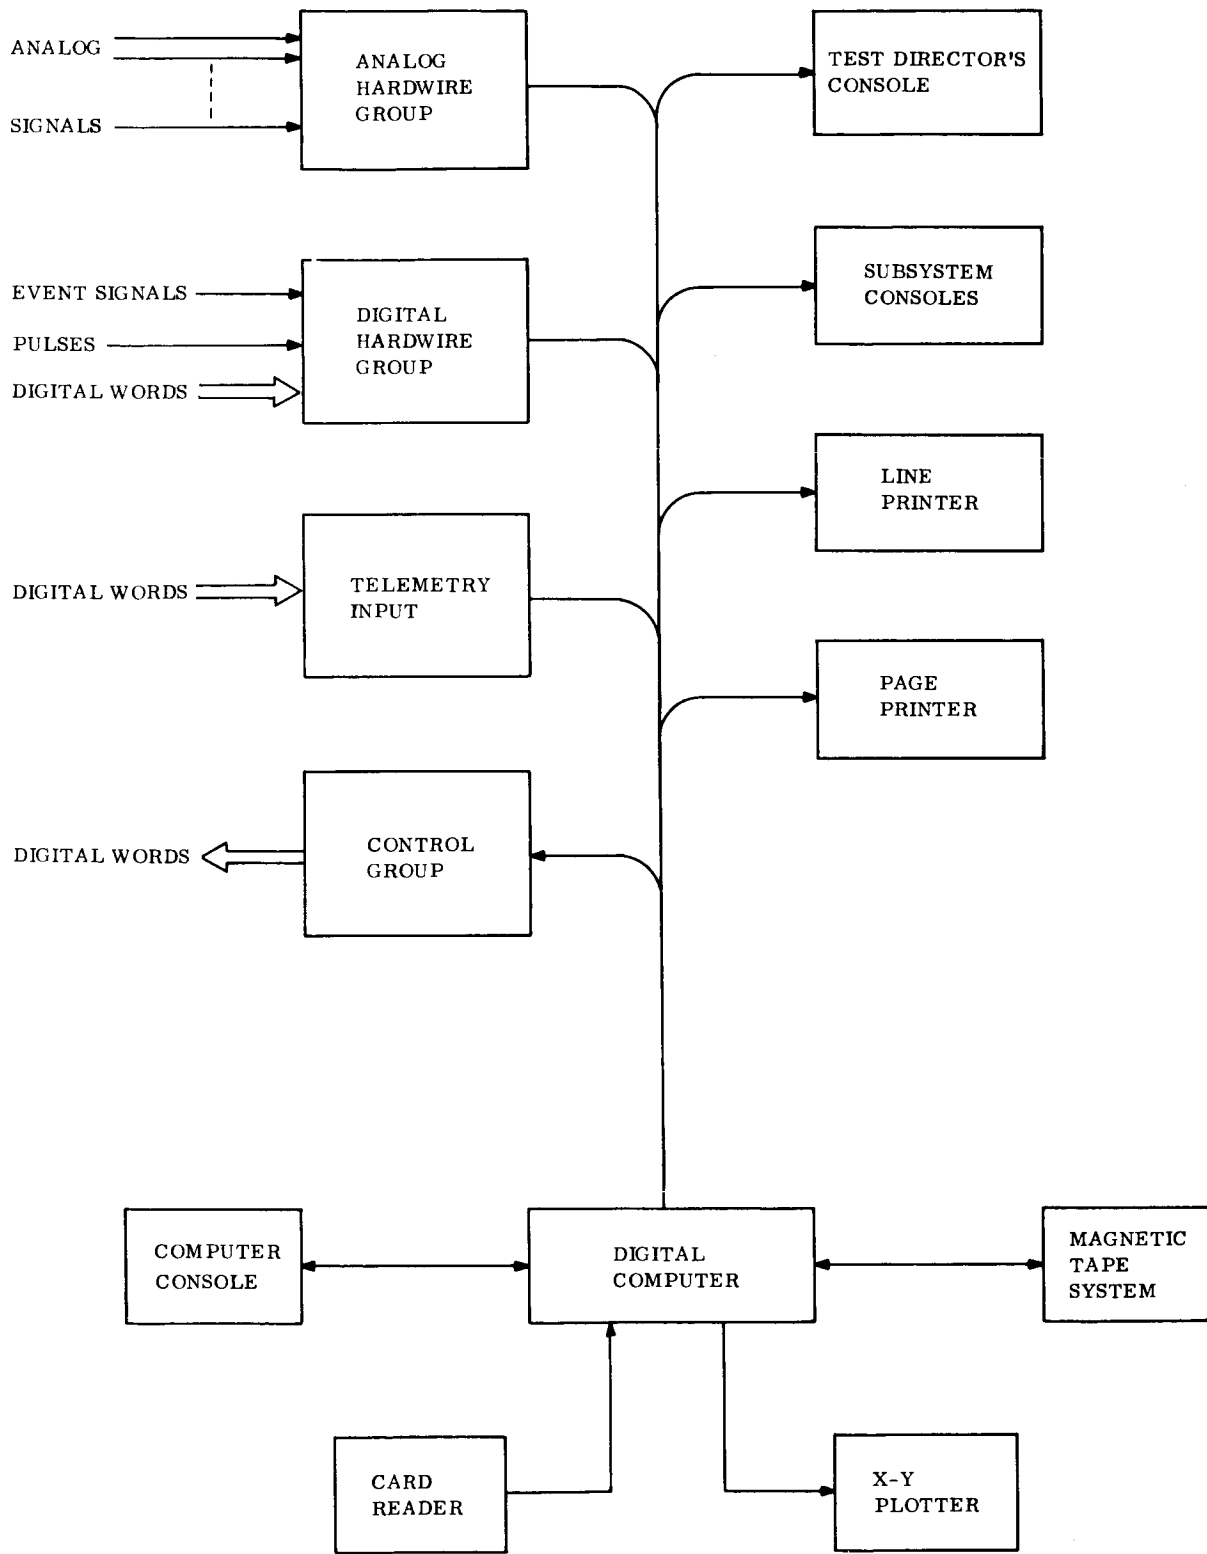 ANALOG
SIGNALS
ANALOG
HARDWIRE
GROUP
TEST DIRECTOR'S
CONSOLE
EVENT SIGNALS
PULSES
DIGITAL WORDS
DIGITAL
HARDWIRE
GROUP
SUBSYSTEM
CONSOLES
LINE
PRINTER
DIGITAL WORDS
TELEMETRY
INPUT
PAGE
PRINTER
DIGITAL WORDS
CONTROL
GROUP
COMPUTER
CONSOLE
DIGITAL
COMPUTER
MAGNETIC
TAPE
SYSTEM
CARD
READER
X-Y
PLOTTER